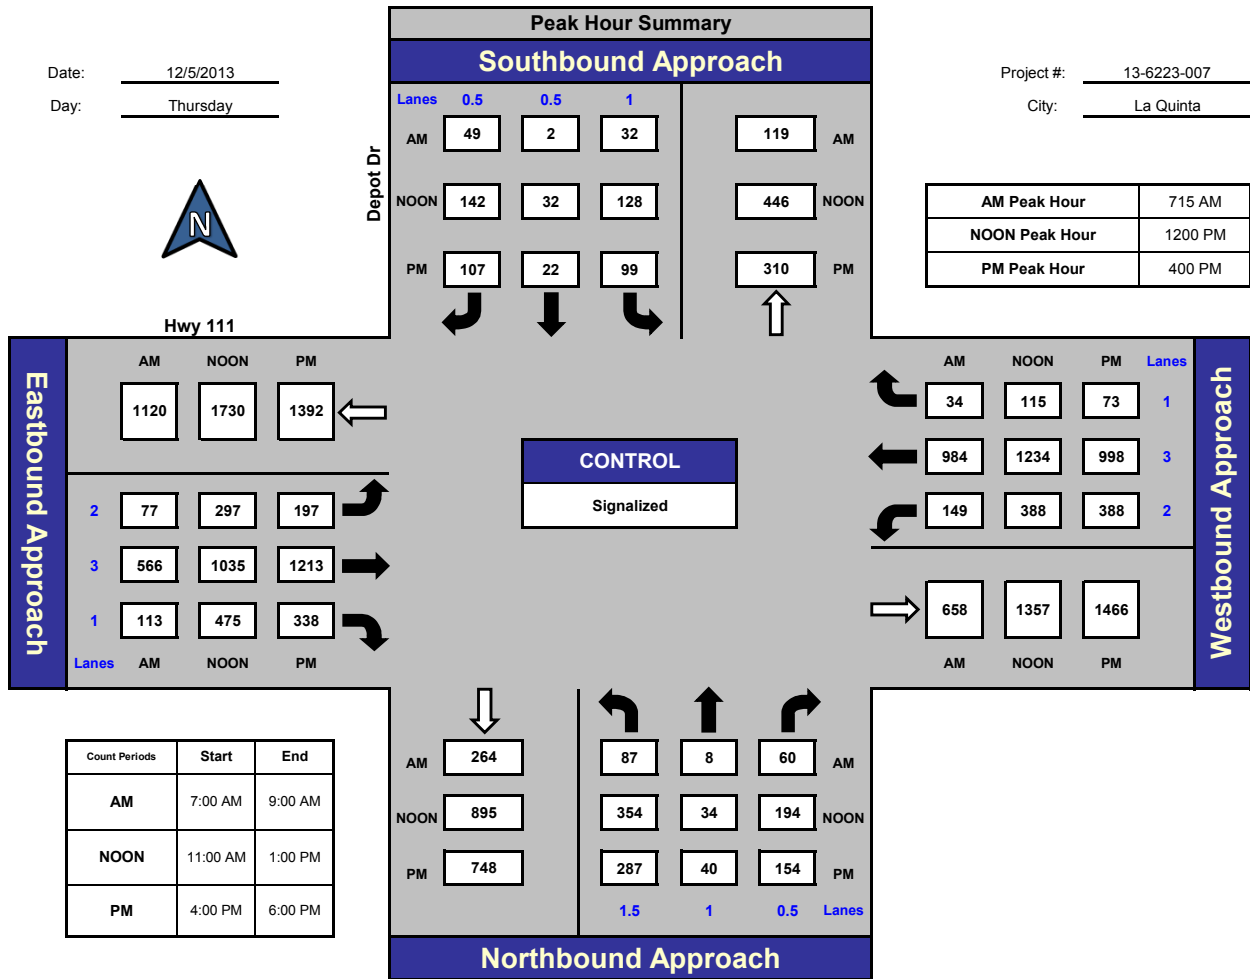 Peak Hour Summary
Southbound Approach
Date: 12/5/2013
Day: Thursday
Project #: 13-6223-007
City: La Quinta
Lanes 0.5 0.5 1
AM 49 2 32 119 AM
NOON 142 32 128 446 NOON
PM 107 22 99 310 PM
Depot Dr
N
AM Peak Hour 715 AM
NOON Peak Hour 1200 PM
PM Peak Hour 400 PM
Hwy 111
Eastbound Approach
AM NOON PM
1120 1730 1392
2 77 297 197
3 566 1035 1213
1 113 475 338
Lanes AM NOON PM
CONTROL
Signalized
AM NOON PM Lanes
34 115 73 1
984 1234 998 3
149 388 388 2
658 1357 1466
AM NOON PM
Westbound Approach
Count Periods Start End
AM 7:00 AM 9:00 AM
NOON 11:00 AM 1:00 PM
PM 4:00 PM 6:00 PM
AM 264 87 8 60 AM
NOON 895 354 34 194 NOON
PM 748 287 40 154 PM
1.5 1 0.5 Lanes
Northbound Approach